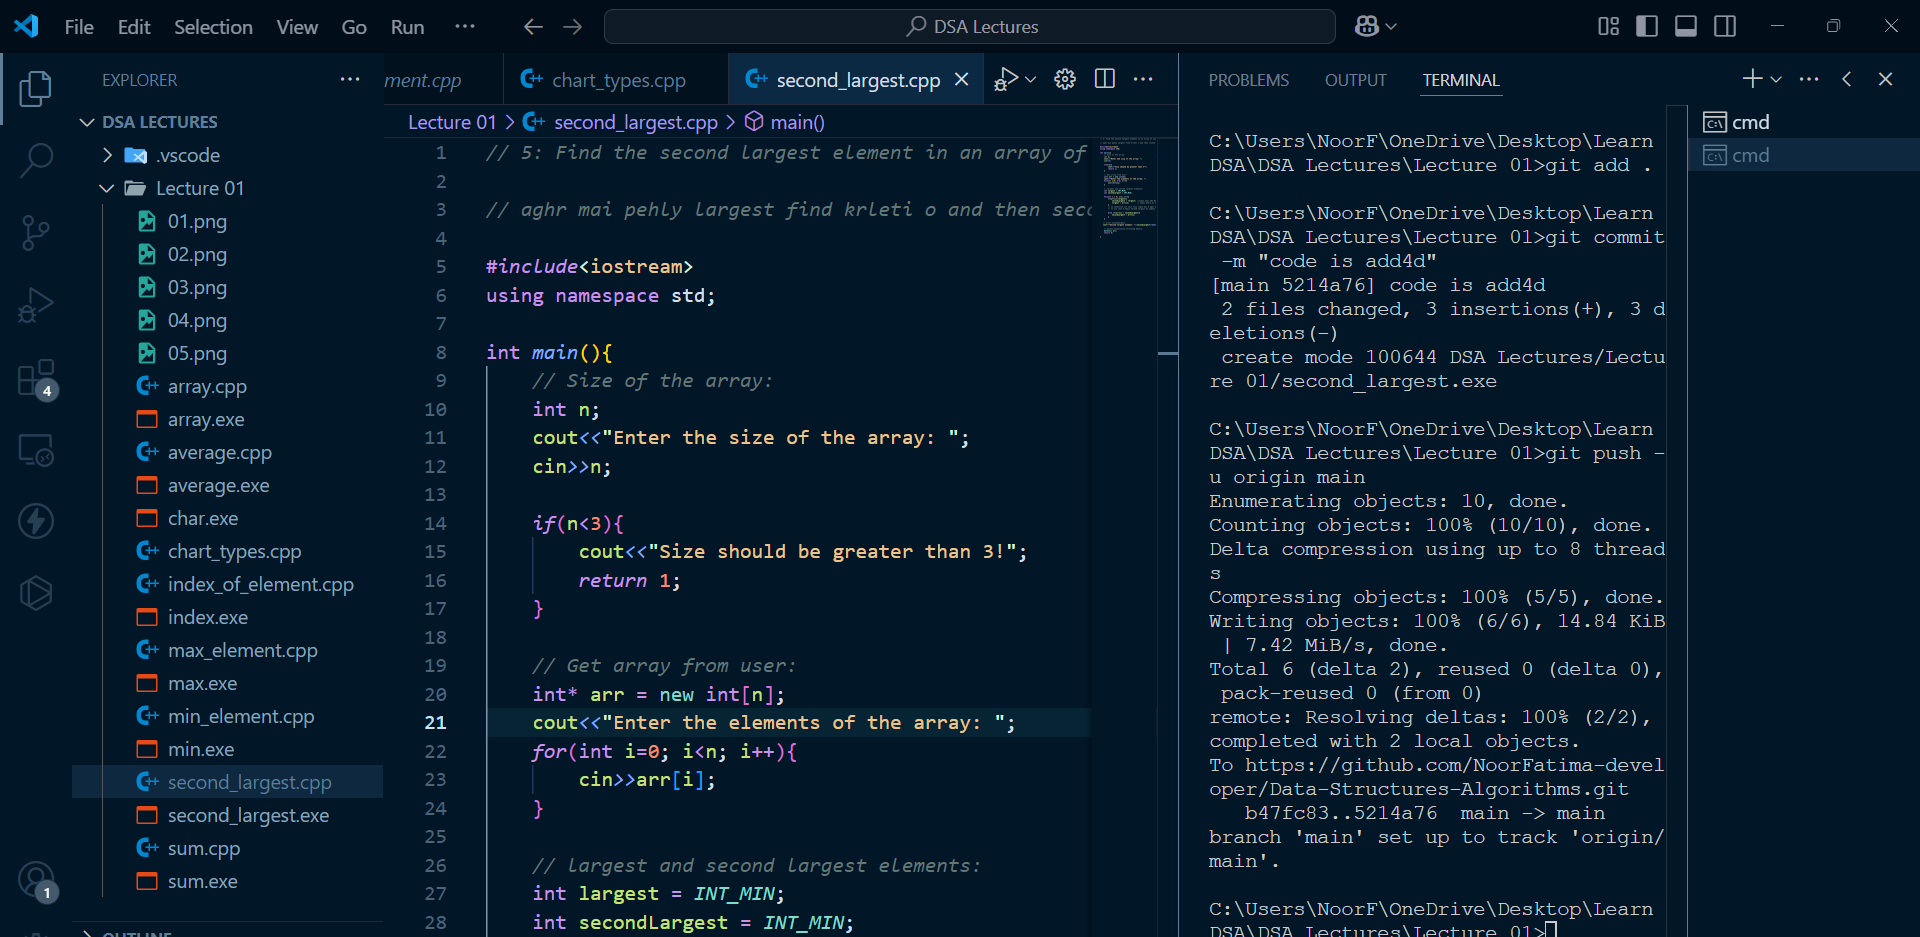 File Edit Selection View Go Run ··· DSA Lectures
EXPLORER ···
DSA LECTURES
.vscode
Lecture 01
01.png
02.png
03.png
04.png
05.png
array.cpp
array.exe
average.cpp
average.exe
char.exe
chart_types.cpp
index_of_element.cpp
index.exe
max_element.cpp
max.exe
min_element.cpp
min.exe
second_largest.cpp
second_largest.exe
sum.cpp
sum.exe
OUTLINE
4
1
ment.cpp chart_types.cpp second_largest.cpp
Lecture 01 > second_largest.cpp > main()
1 // 5: Find the second largest element in an array of
2
3 // aghr mai pehly largest find krleti o and then seco
4
5 #include<iostream>
6 using namespace std;
7
8 int main(){
9 // Size of the array:
10 int n;
11 cout<<"Enter the size of the array: ";
12 cin>>n;
13
14 if(n<3){
15 cout<<"Size should be greater than 3!";
16 return 1;
17 }
18
19 // Get array from user:
20 int* arr = new int[n];
21 cout<<"Enter the elements of the array: ";
22 for(int i=0; i<n; i++){
23 cin>>arr[i];
24 }
25
26 // largest and second largest elements:
27 int largest = INT_MIN;
28 int secondLargest = INT_MIN;
PROBLEMS OUTPUT TERMINAL
C:\Users\NoorF\OneDrive\Desktop\Learn
DSA\DSA Lectures\Lecture 01>git add .
C:\Users\NoorF\OneDrive\Desktop\Learn
DSA\DSA Lectures\Lecture 01>git commit
-m "code is add4d"
[main 5214a76] code is add4d
2 files changed, 3 insertions(+), 3 d
eletions(-)
create mode 100644 DSA Lectures/Lectu
re 01/second_largest.exe
C:\Users\NoorF\OneDrive\Desktop\Learn
DSA\DSA Lectures\Lecture 01>git push -
u origin main
Enumerating objects: 10, done.
Counting objects: 100% (10/10), done.
Delta compression using up to 8 thread
s
Compressing objects: 100% (5/5), done.
Writing objects: 100% (6/6), 14.84 KiB
| 7.42 MiB/s, done.
Total 6 (delta 2), reused 0 (delta 0),
pack-reused 0 (from 0)
remote: Resolving deltas: 100% (2/2),
completed with 2 local objects.
To https://github.com/NoorFatima-devel
oper/Data-Structures-Algorithms.git
b47fc83..5214a76 main -> main
branch 'main' set up to track 'origin/
main'.
C:\Users\NoorF\OneDrive\Desktop\Learn
DSA\DSA Lectures\Lecture 01>
cmd
cmd